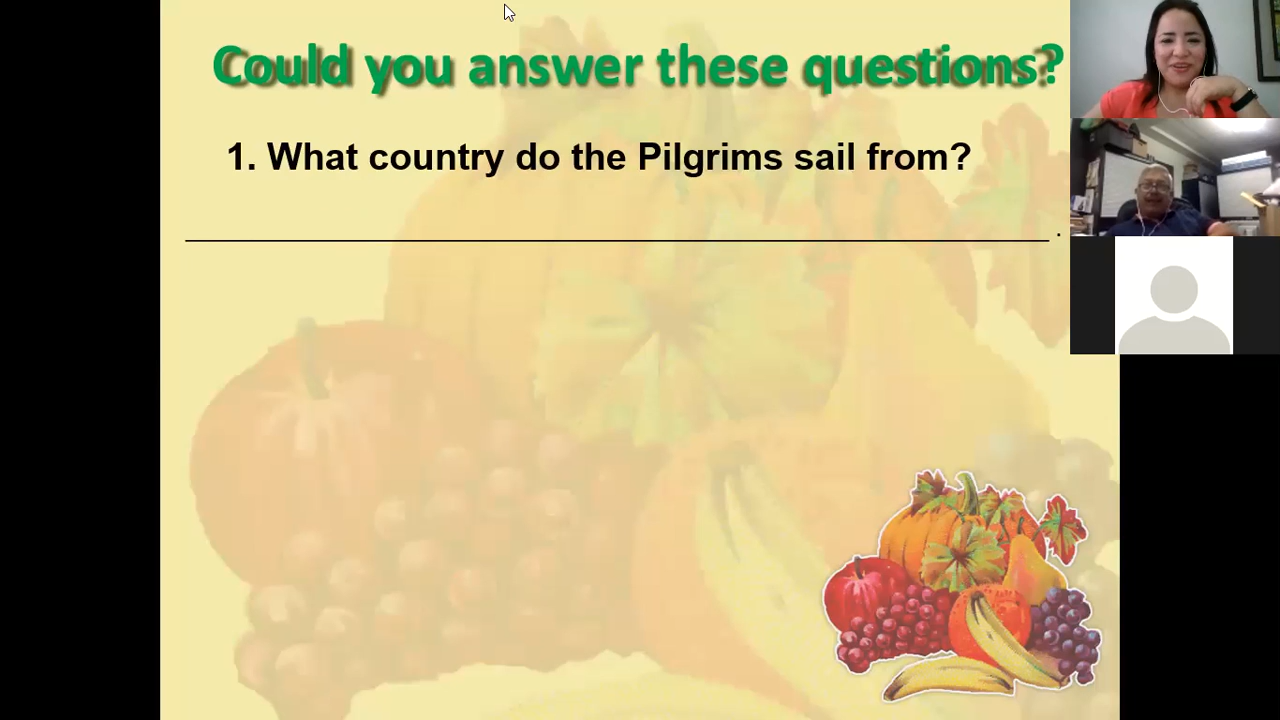 Could you answer these questions?
1. What country do the Pilgrims sail from?
.